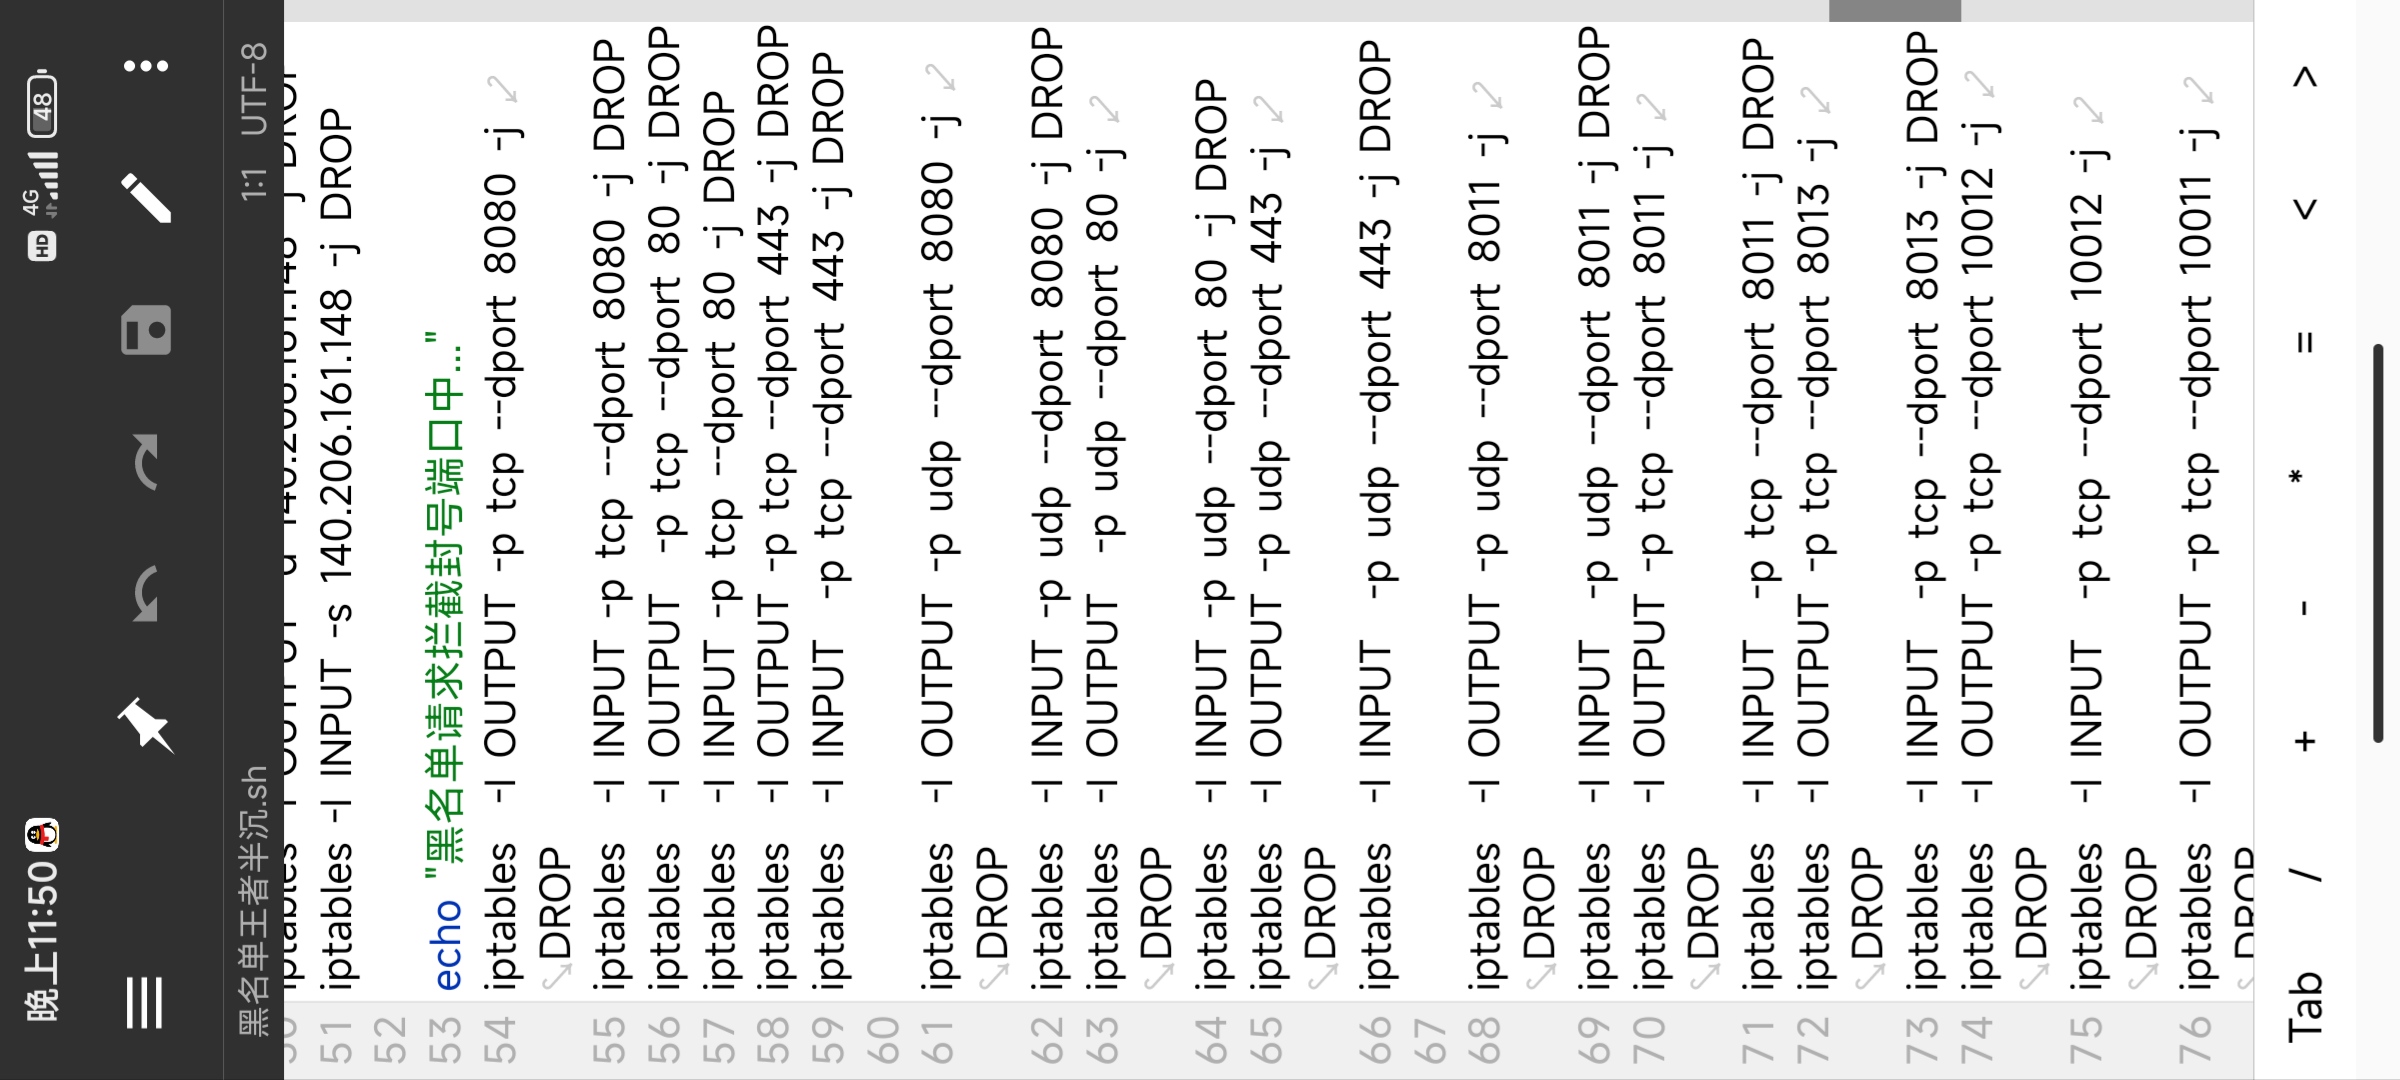 晚上11:50
HD 4G 48
黑名单王者半沉.sh 1:1 UTF-8
51 iptables -I INPUT -s 140.206.161.148 -j DROP
52
53 echo "黑名单请求拦截封号端口中..."
54 iptables -I OUTPUT -p tcp --dport 8080 -j
DROP
55 iptables -I INPUT -p tcp --dport 8080 -j DROP
56 iptables -I OUTPUT -p tcp --dport 80 -j DROP
57 iptables -I INPUT -p tcp --dport 80 -j DROP
58 iptables -I OUTPUT -p tcp --dport 443 -j DROP
59 iptables -I INPUT -p tcp --dport 443 -j DROP
60
61 iptables -I OUTPUT -p udp --dport 8080 -j
DROP
62 iptables -I INPUT -p udp --dport 8080 -j DROP
63 iptables -I OUTPUT -p udp --dport 80 -j
DROP
64 iptables -I INPUT -p udp --dport 80 -j DROP
65 iptables -I OUTPUT -p udp --dport 443 -j
DROP
66 iptables -I INPUT -p udp --dport 443 -j DROP
67
68 iptables -I OUTPUT -p udp --dport 8011 -j
DROP
69 iptables -I INPUT -p udp --dport 8011 -j DROP
70 iptables -I OUTPUT -p tcp --dport 8011 -j
DROP
71 iptables -I INPUT -p tcp --dport 8011 -j DROP
72 iptables -I OUTPUT -p tcp --dport 8013 -j
DROP
73 iptables -I INPUT -p tcp --dport 8013 -j DROP
74 iptables -I OUTPUT -p tcp --dport 10012 -j
DROP
75 iptables -I INPUT -p tcp --dport 10012 -j
DROP
76 iptables -I OUTPUT -p tcp --dport 10011 -j
DROP
Tab / + - * = < >